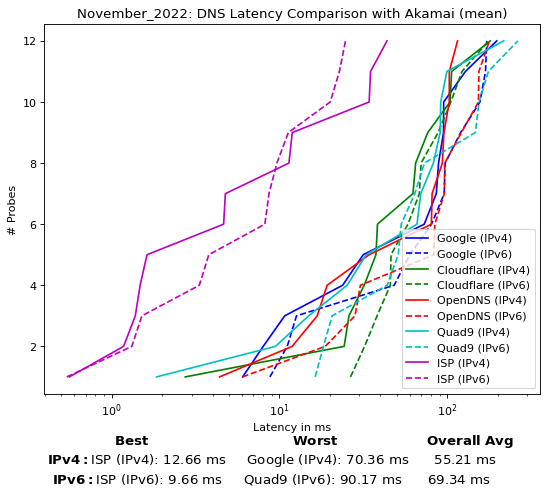 November_2022: DNS Latency Comparison with Akamai (mean)
12
10
8
6
4
2
# Probes
Google (IPv4)
Google (IPv6)
Cloudflare (IPv4)
Cloudflare (IPv6)
OpenDNS (IPv4)
OpenDNS (IPv6)
Quad9 (IPv4)
Quad9 (IPv6)
ISP (IPv4)
ISP (IPv6)
10⁰ 10¹ 10²
Latency in ms
Best Worst Overall Avg
IPv4: ISP (IPv4): 12.66 ms Google (IPv4): 70.36 ms 55.21 ms
IPv6: ISP (IPv6): 9.66 ms Quad9 (IPv6): 90.17 ms 69.34 ms